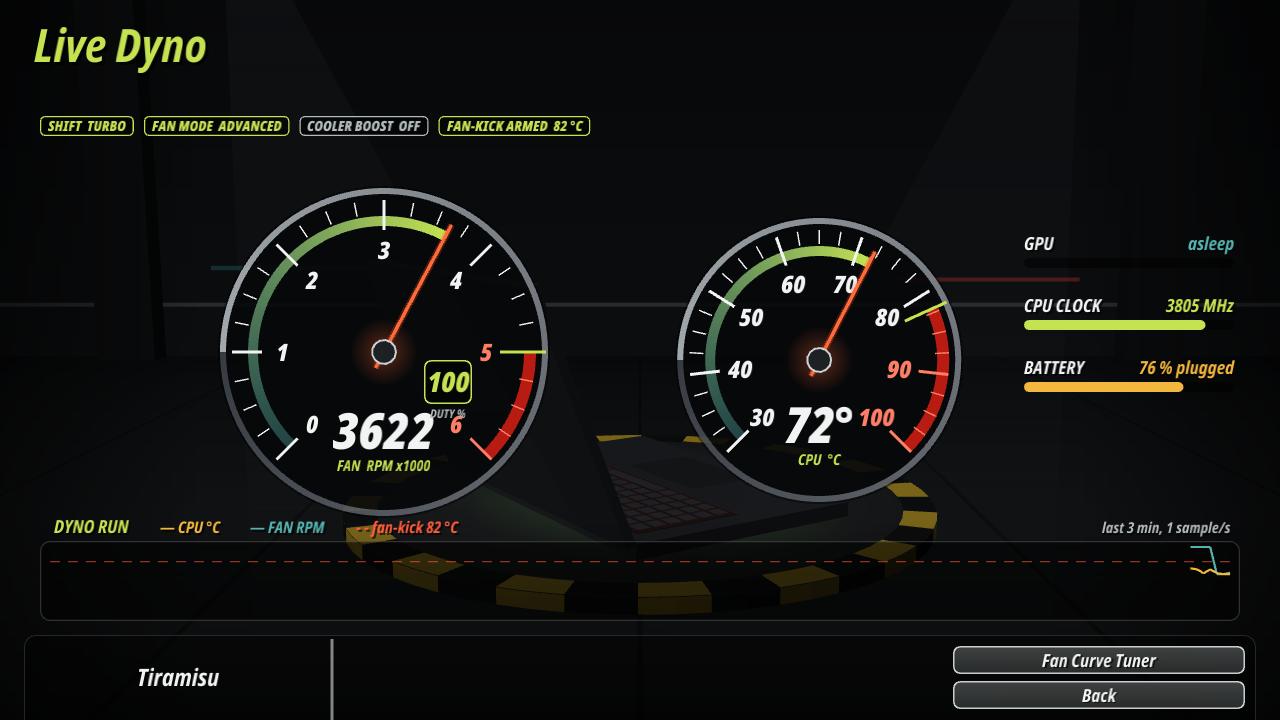 Live Dyno
SHIFT TURBO
FAN MODE ADVANCED
COOLER BOOST OFF
FAN-KICK ARMED 82 °C
0
1
2
3
4
5
6
100
DUTY %
3622
FAN RPM x1000
30
40
50
60
70
80
90
100
72°
CPU °C
GPU asleep
CPU CLOCK 3805 MHz
BATTERY 76 % plugged
DYNO RUN — CPU °C — FAN RPM - - fan-kick 82 °C last 3 min, 1 sample/s
Tiramisu
Fan Curve Tuner
Back